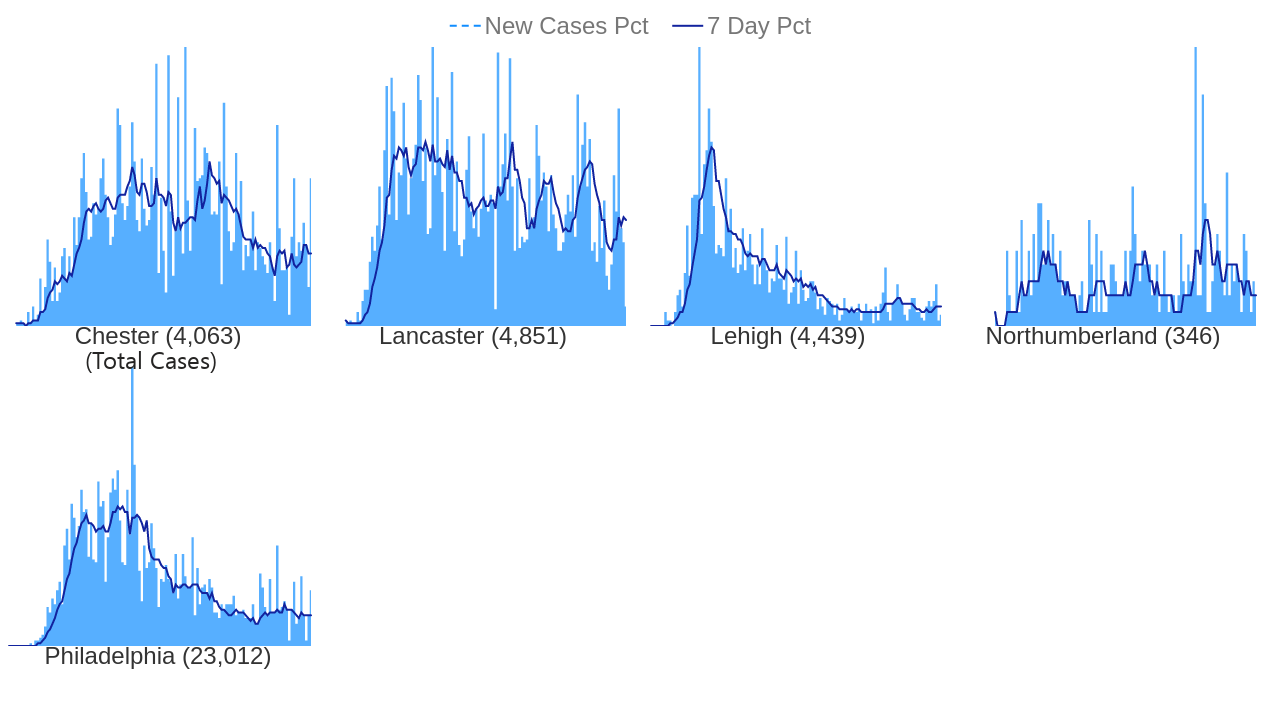 New Cases Pct 7 Day Pct
Chester (4,063)
(Total Cases)
Lancaster (4,851)
Lehigh (4,439)
Northumberland (346)
Philadelphia (23,012)